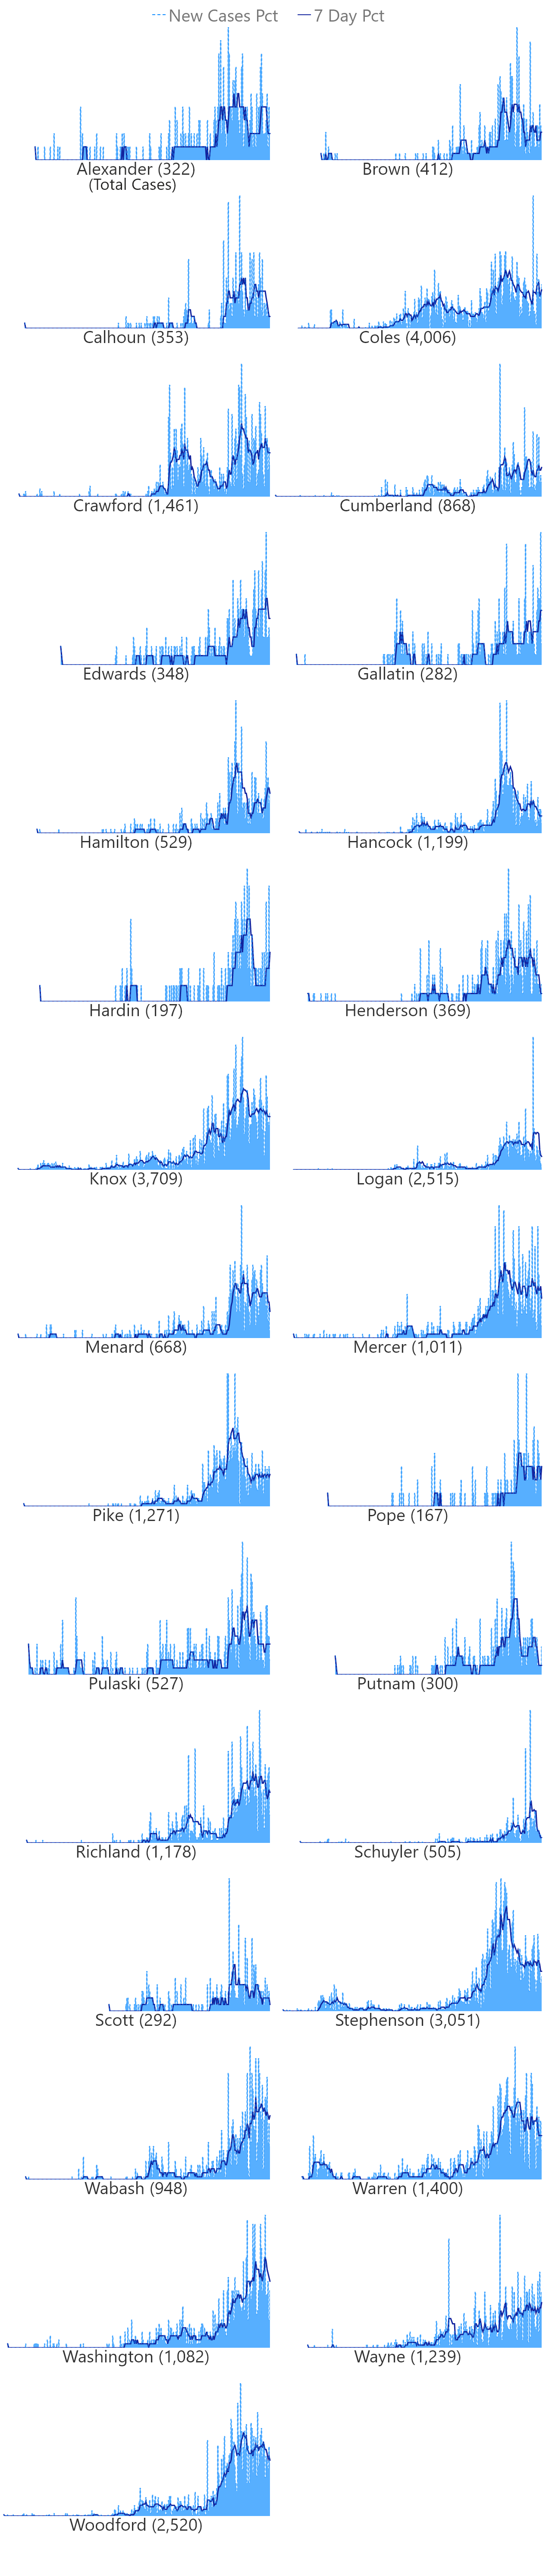 New Cases Pct 7 Day Pct
Alexander (322) Brown (412)
(Total Cases)
Calhoun (353) Coles (4,006)
Crawford (1,461) Cumberland (868)
Edwards (348) Gallatin (282)
Hamilton (529) Hancock (1,199)
Hardin (197) Henderson (369)
Knox (3,709) Logan (2,515)
Menard (668) Mercer (1,011)
Pike (1,271) Pope (167)
Pulaski (527) Putnam (300)
Richland (1,178) Schuyler (505)
Scott (292) Stephenson (3,051)
Wabash (948) Warren (1,400)
Washington (1,082) Wayne (1,239)
Woodford (2,520)